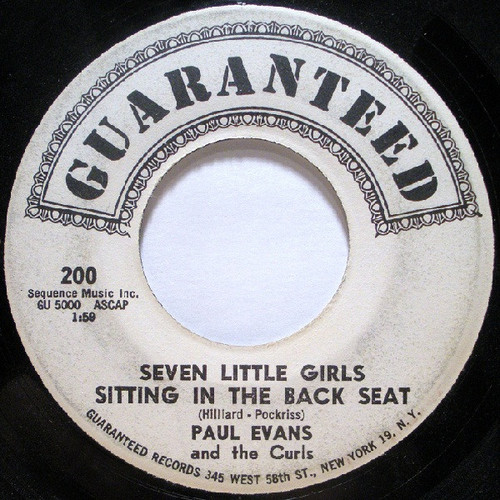 GUARANTEED
200
Sequence Music Inc.
GU 5000 ASCAP
1:59
SEVEN LITTLE GIRLS
SITTING IN THE BACK SEAT
(Hilliard - Pockriss)
PAUL EVANS
and the Curls
GUARANTEED RECORDS 345 WEST 58th ST., NEW YORK 19, N. Y.